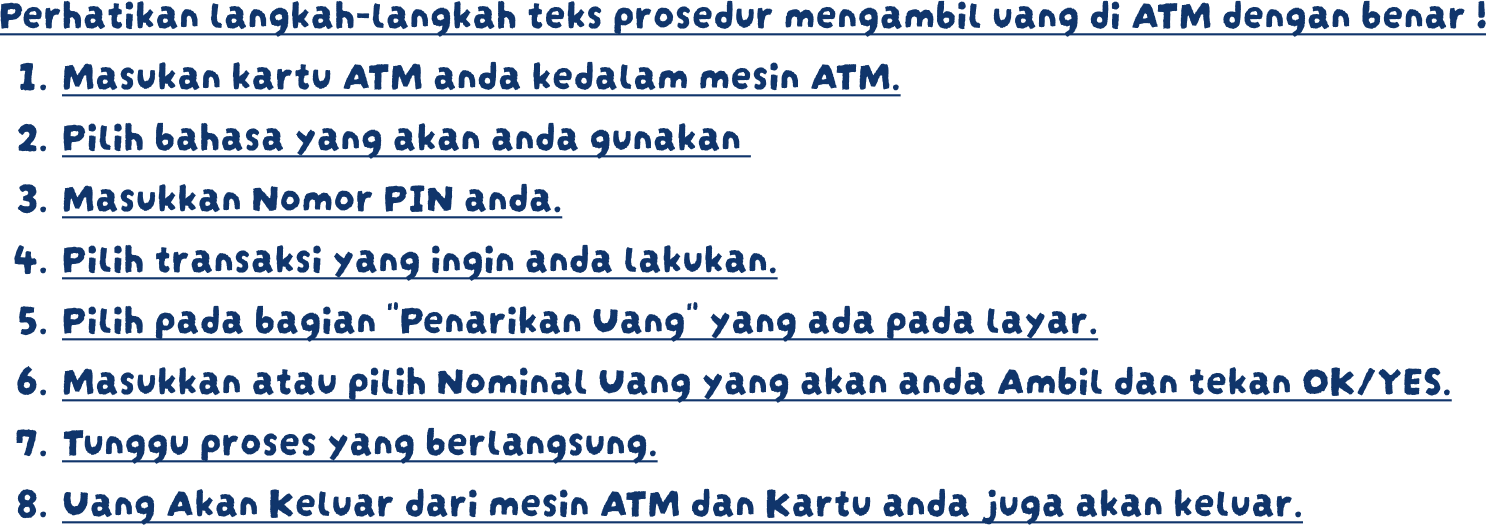 Perhatikan langkah-langkah teks prosedur mengambil uang di ATM dengan benar !
1. Masukan kartu ATM anda kedalam mesin ATM.
2. Pilih bahasa yang akan anda gunakan
3. Masukkan Nomor PIN anda.
4. Pilih transaksi yang ingin anda lakukan.
5. Pilih pada bagian "Penarikan Uang" yang ada pada layar.
6. Masukkan atau pilih Nominal Uang yang akan anda Ambil dan tekan OK/YES.
7. Tunggu proses yang berlangsung.
8. Uang Akan Keluar dari mesin ATM dan Kartu anda juga akan keluar.